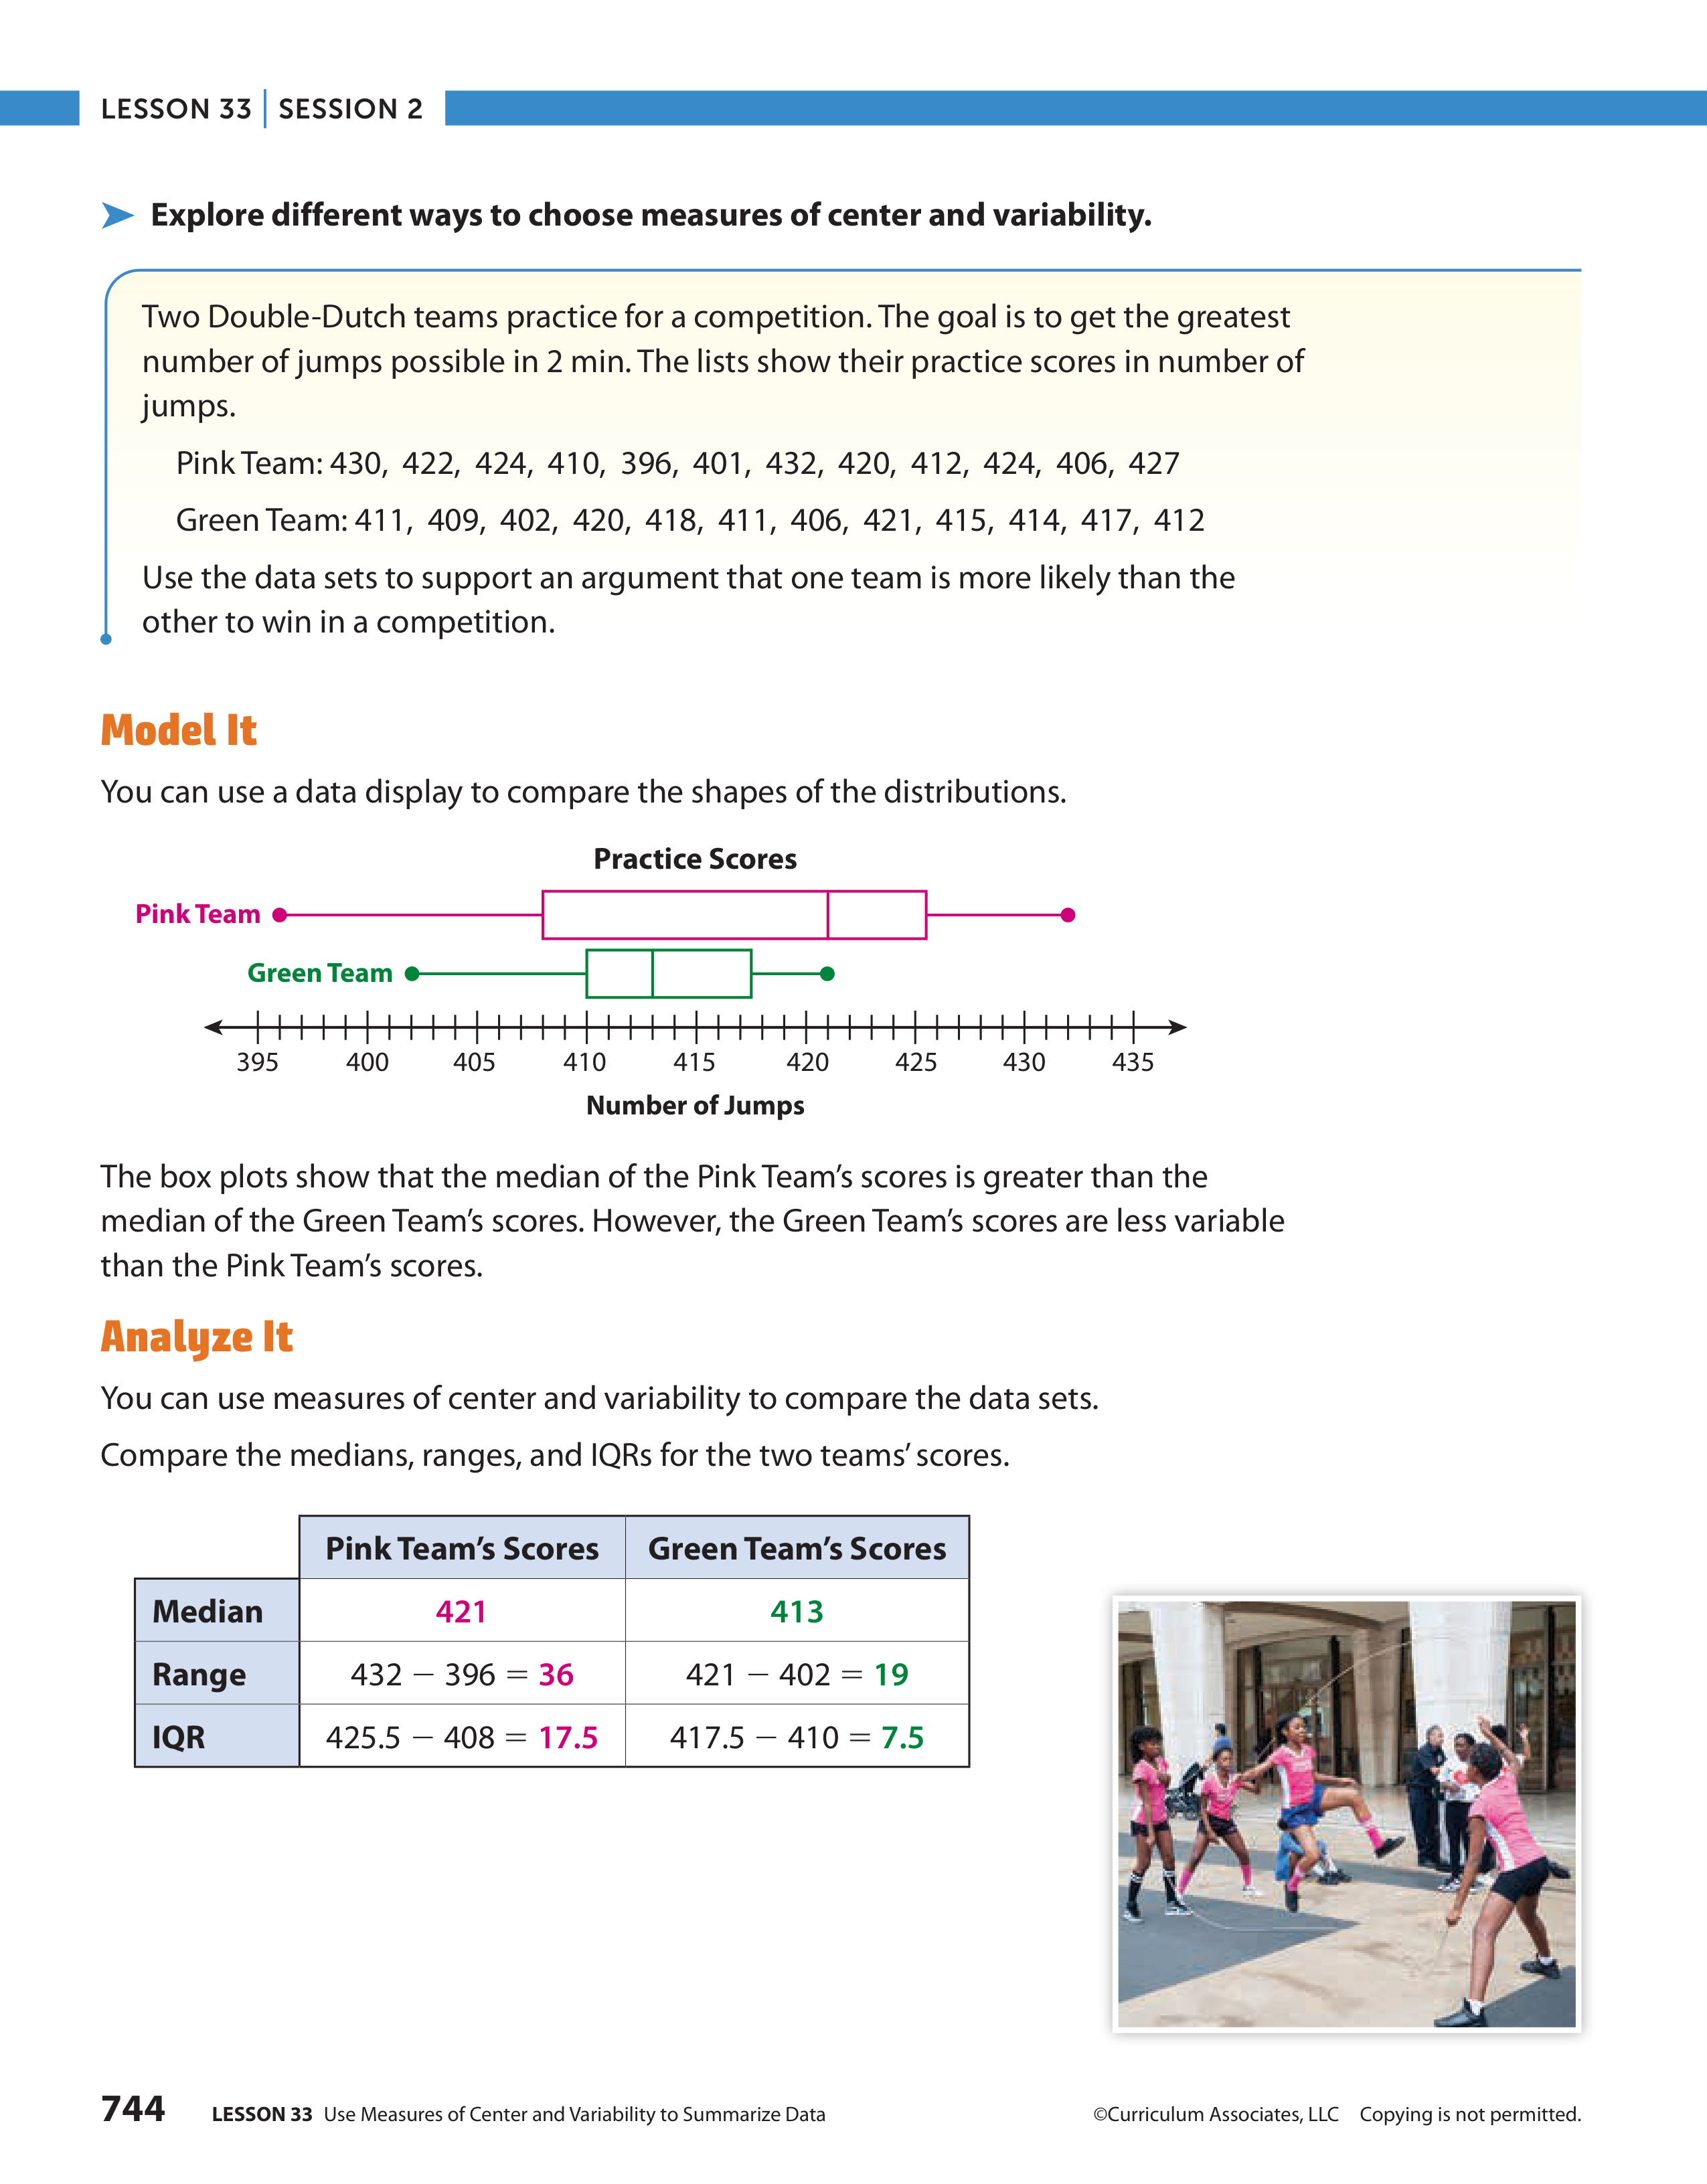 LESSON 33 | SESSION 2
Explore different ways to choose measures of center and variability.
Two Double-Dutch teams practice for a competition. The goal is to get the greatest
number of jumps possible in 2 min. The lists show their practice scores in number of
jumps.
Pink Team: 430, 422, 424, 410, 396, 401, 432, 420, 412, 424, 406, 427
Green Team: 411, 409, 402, 420, 418, 411, 406, 421, 415, 414, 417, 412
Use the data sets to support an argument that one team is more likely than the
other to win in a competition.
Model It
You can use a data display to compare the shapes of the distributions.
Practice Scores
Pink Team
Green Team
395 400 405 410 415 420 425 430 435
Number of Jumps
The box plots show that the median of the Pink Team’s scores is greater than the
median of the Green Team’s scores. However, the Green Team’s scores are less variable
than the Pink Team’s scores.
Analyze It
You can use measures of center and variability to compare the data sets.
Compare the medians, ranges, and IQRs for the two teams’ scores.
Pink Team’s Scores Green Team’s Scores
Median 421 413
Range 432 − 396 = 36 421 − 402 = 19
IQR 425.5 − 408 = 17.5 417.5 − 410 = 7.5
744 LESSON 33 Use Measures of Center and Variability to Summarize Data ©Curriculum Associates, LLC Copying is not permitted.